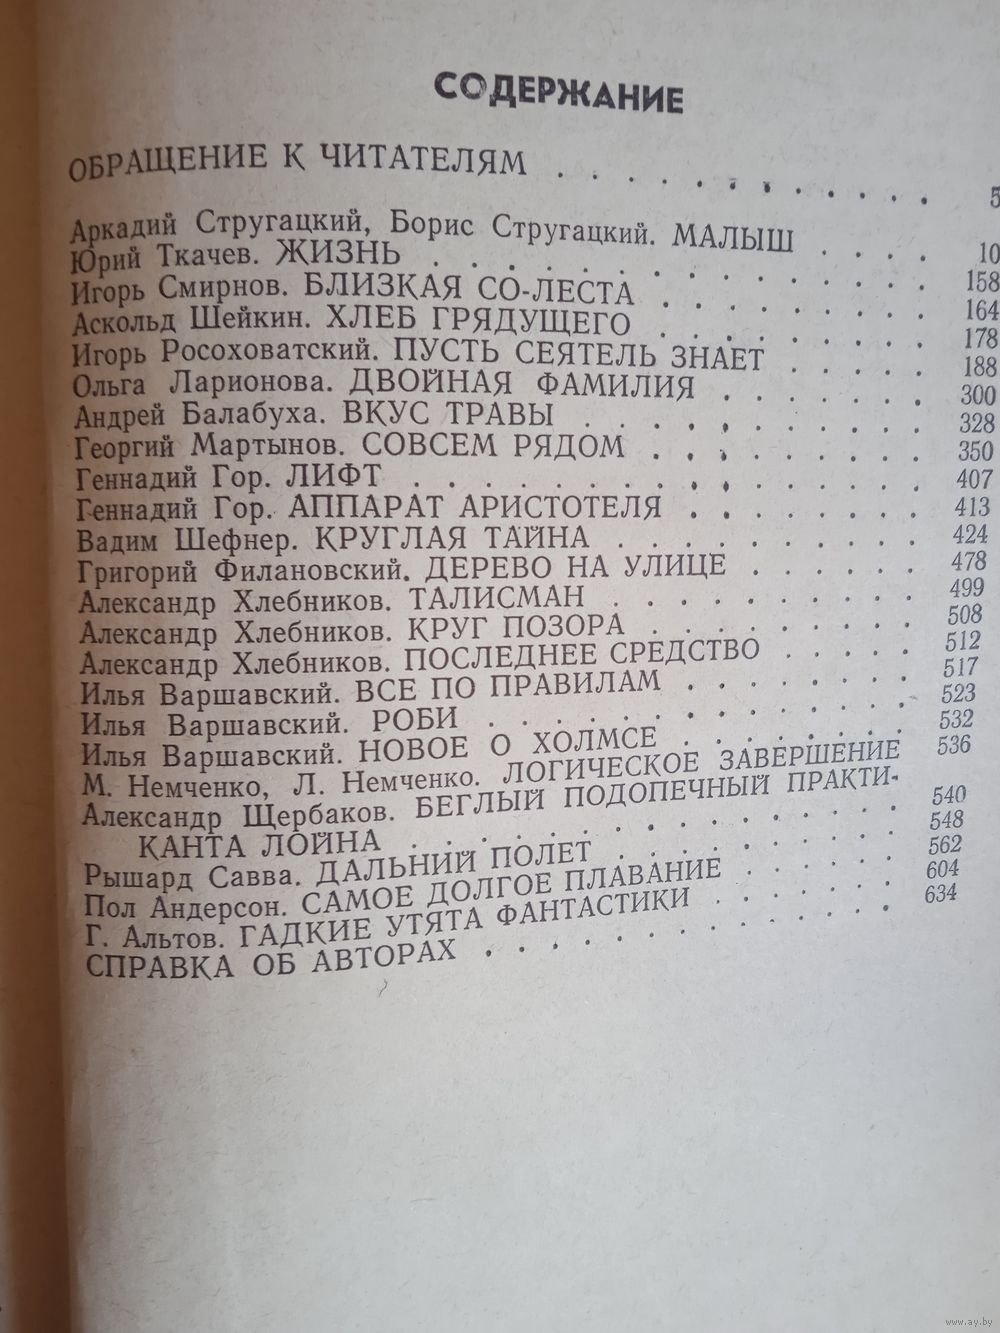 СОДЕРЖАНИЕ
ОБРАЩЕНИЕ К ЧИТАТЕЛЯМ . . . . . . . . . . . 5
Аркадий Стругацкий, Борис Стругацкий. МАЛЫШ . . . . 10
Юрий Ткачев. ЖИЗНЬ . . . . . . . . . . . . . 158
Игорь Смирнов. БЛИЗКАЯ СО-ЛЕСТА . . . . . . . . 164
Аскольд Шейкин. ХЛЕБ ГРЯДУЩЕГО . . . . . . . . 178
Игорь Росоховатский. ПУСТЬ СЕЯТЕЛЬ ЗНАЕТ . . . . . 188
Ольга Ларионова. ДВОЙНАЯ ФАМИЛИЯ . . . . . . 300
Андрей Балабуха. ВКУС ТРАВЫ . . . . . . . . . . 328
Георгий Мартынов. СОВСЕМ РЯДОМ . . . . . . . . 350
Геннадий Гор. ЛИФТ . . . . . . . . . . . . . . 407
Геннадий Гор. АППАРАТ АРИСТОТЕЛЯ . . . . . . . 413
Вадим Шефнер. КРУГЛАЯ ТАЙНА . . . . . . . . . 424
Григорий Филановский. ДЕРЕВО НА УЛИЦЕ . . . . . 478
Александр Хлебников. ТАЛИСМАН . . . . . . . . . 499
Александр Хлебников. КРУГ ПОЗОРА . . . . . . . . 508
Александр Хлебников. ПОСЛЕДНЕЕ СРЕДСТВО . . . . 512
Илья Варшавский. ВСЕ ПО ПРАВИЛАМ . . . . . . . 517
Илья Варшавский. РОБИ . . . . . . . . . . . . 523
Илья Варшавский. НОВОЕ О ХОЛМСЕ . . . . . . . 532
М. Немченко, Л. Немченко. ЛОГИЧЕСКОЕ ЗАВЕРШЕНИЕ 536
Александр Щербаков. БЕГЛЫЙ ПОДОПЕЧНЫЙ ПРАКТИ-
КАНТА ЛОЙНА . . . . . . . . . . . . . . 540
Рышард Савва. ДАЛЬНИЙ ПОЛЕТ . . . . . . . . . 548
Пол Андерсон. САМОЕ ДОЛГОЕ ПЛАВАНИЕ . . . . . 562
Г. Альтов. ГАДКИЕ УТЯТА ФАНТАСТИКИ . . . . . . 604
СПРАВКА ОБ АВТОРАХ . . . . . . . . . . . . 634
www.ay.by